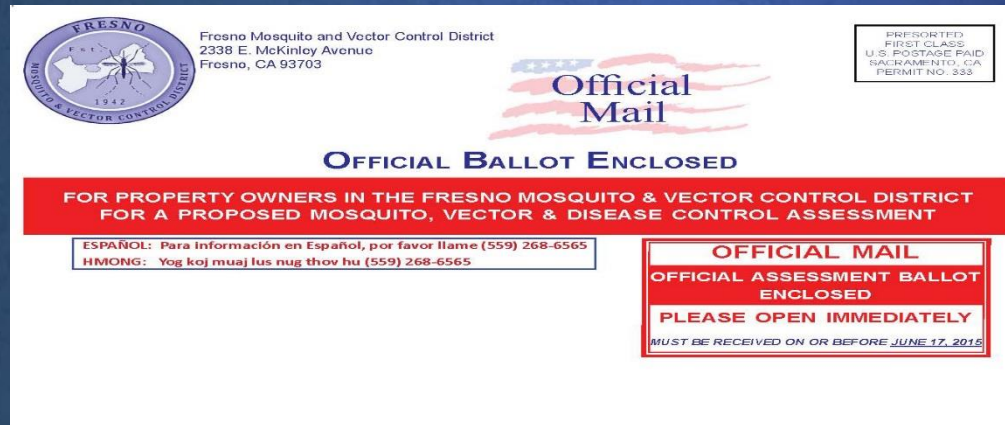 FRESNO
Est.
1942
MOSQUITO & VECTOR CONTROL DISTRICT
Fresno Mosquito and Vector Control District
2338 E. McKinley Avenue
Fresno, CA 93703
Official
Mail
PRESORTED
FIRST CLASS
U.S. POSTAGE PAID
SACRAMENTO, CA
PERMIT NO. 333
OFFICIAL BALLOT ENCLOSED
FOR PROPERTY OWNERS IN THE FRESNO MOSQUITO & VECTOR CONTROL DISTRICT
FOR A PROPOSED MOSQUITO, VECTOR & DISEASE CONTROL ASSESSMENT
ESPAÑOL: Para información en Español, por favor llame (559) 268-6565
HMONG: Yog koj muaj lus nug thov hu (559) 268-6565
OFFICIAL MAIL
OFFICIAL ASSESSMENT BALLOT
ENCLOSED
PLEASE OPEN IMMEDIATELY
MUST BE RECEIVED ON OR BEFORE JUNE 17, 2015